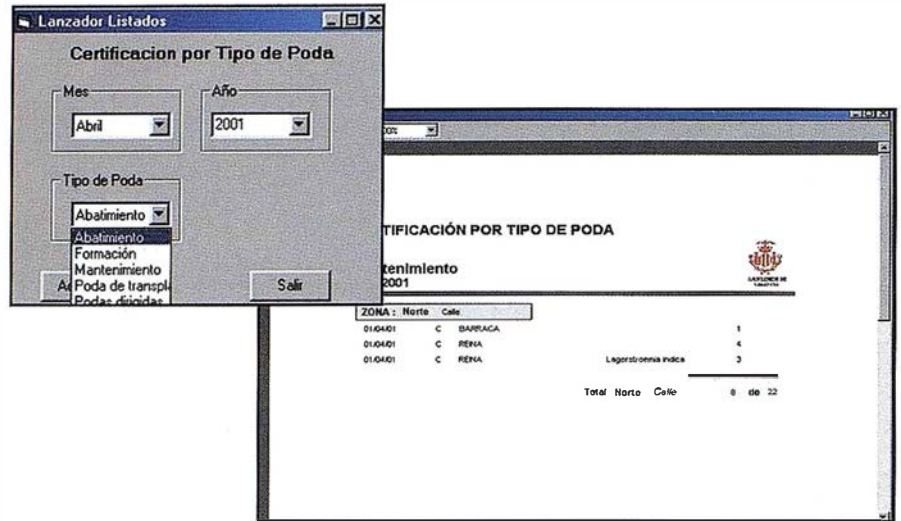 Lanzador Listados
Certificacion por Tipo de Poda
Mes
Año
Abril
2001
Tipo de Poda
Abatimiento
Abatimiento
Formación
Mantenimiento
Poda de transpl
Podas dirigidas
A
Salir
TIFICACIÓN POR TIPO DE PODA
tenimiento
2001
ZONA : Norte Calle
01/04/01 C BARRACA 1
01/04/01 C REINA 4
01/04/01 C REINA Lagerstroemia indica 3
Total Norte Calle 8 de 22